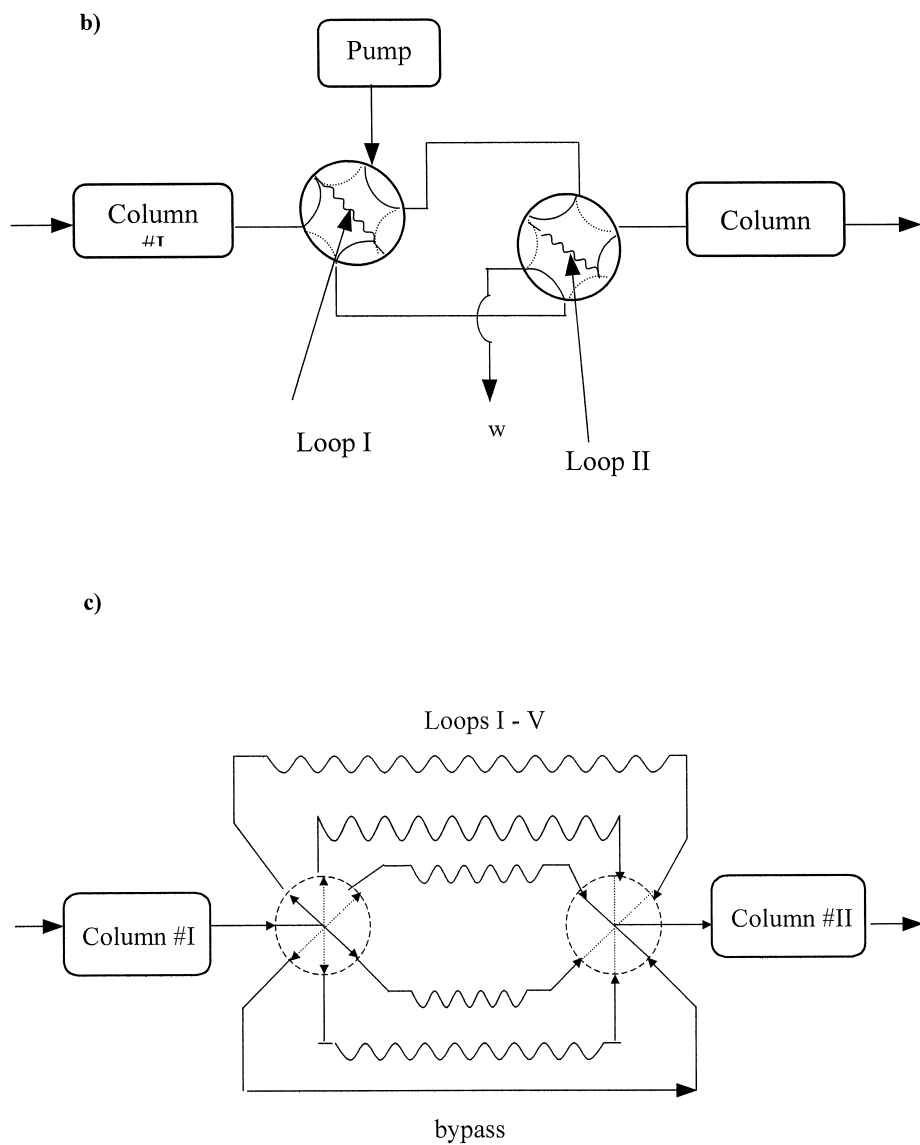 b)
Pump
Column
Column
Loop I
w
Loop II
c)
Loops I - V
Column #I
Column #II
bypass